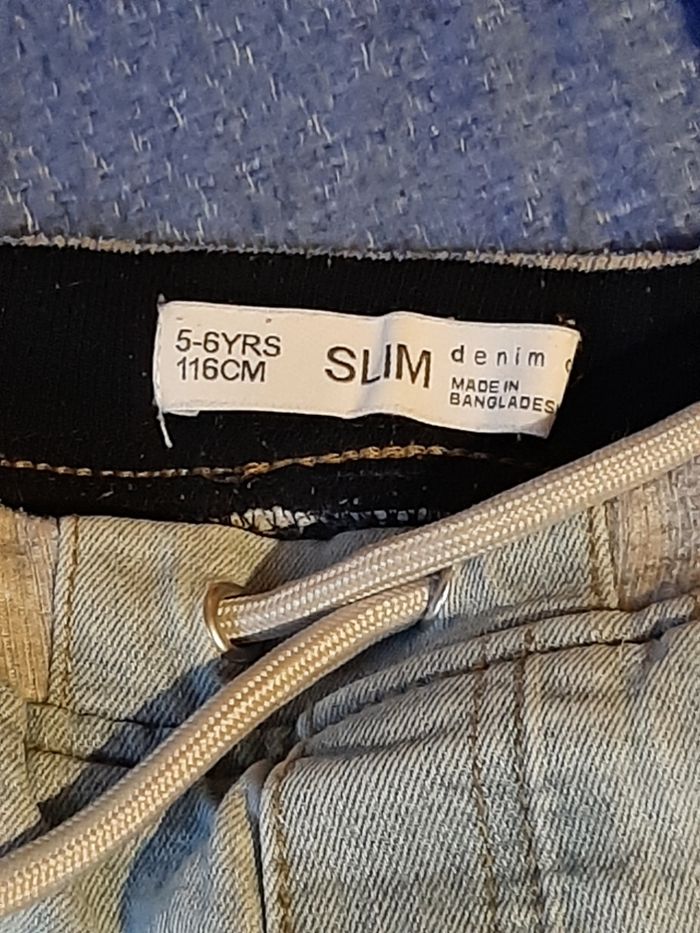 5-6YRS
116CM
SLIM
denim
MADE IN
BANGLADES